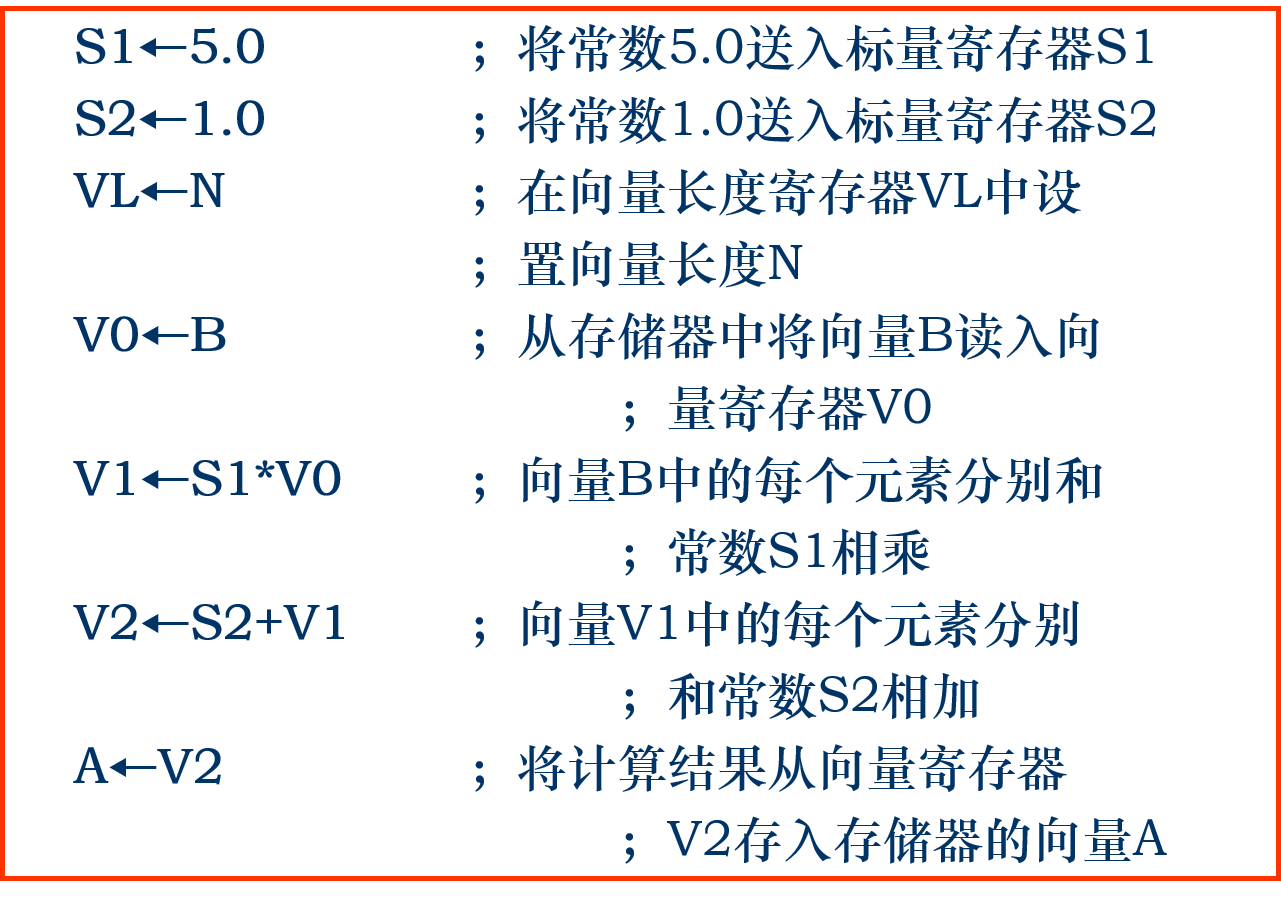 S1←5.0 ；将常数5.0送入标量寄存器S1
S2←1.0 ；将常数1.0送入标量寄存器S2
VL←N ；在向量长度寄存器VL中设
；置向量长度N
V0←B ；从存储器中将向量B读入向
；量寄存器V0
V1←S1*V0 ；向量B中的每个元素分别和
；常数S1相乘
V2←S2+V1 ；向量V1中的每个元素分别
；和常数S2相加
A←V2 ；将计算结果从向量寄存器
；V2存入存储器的向量A